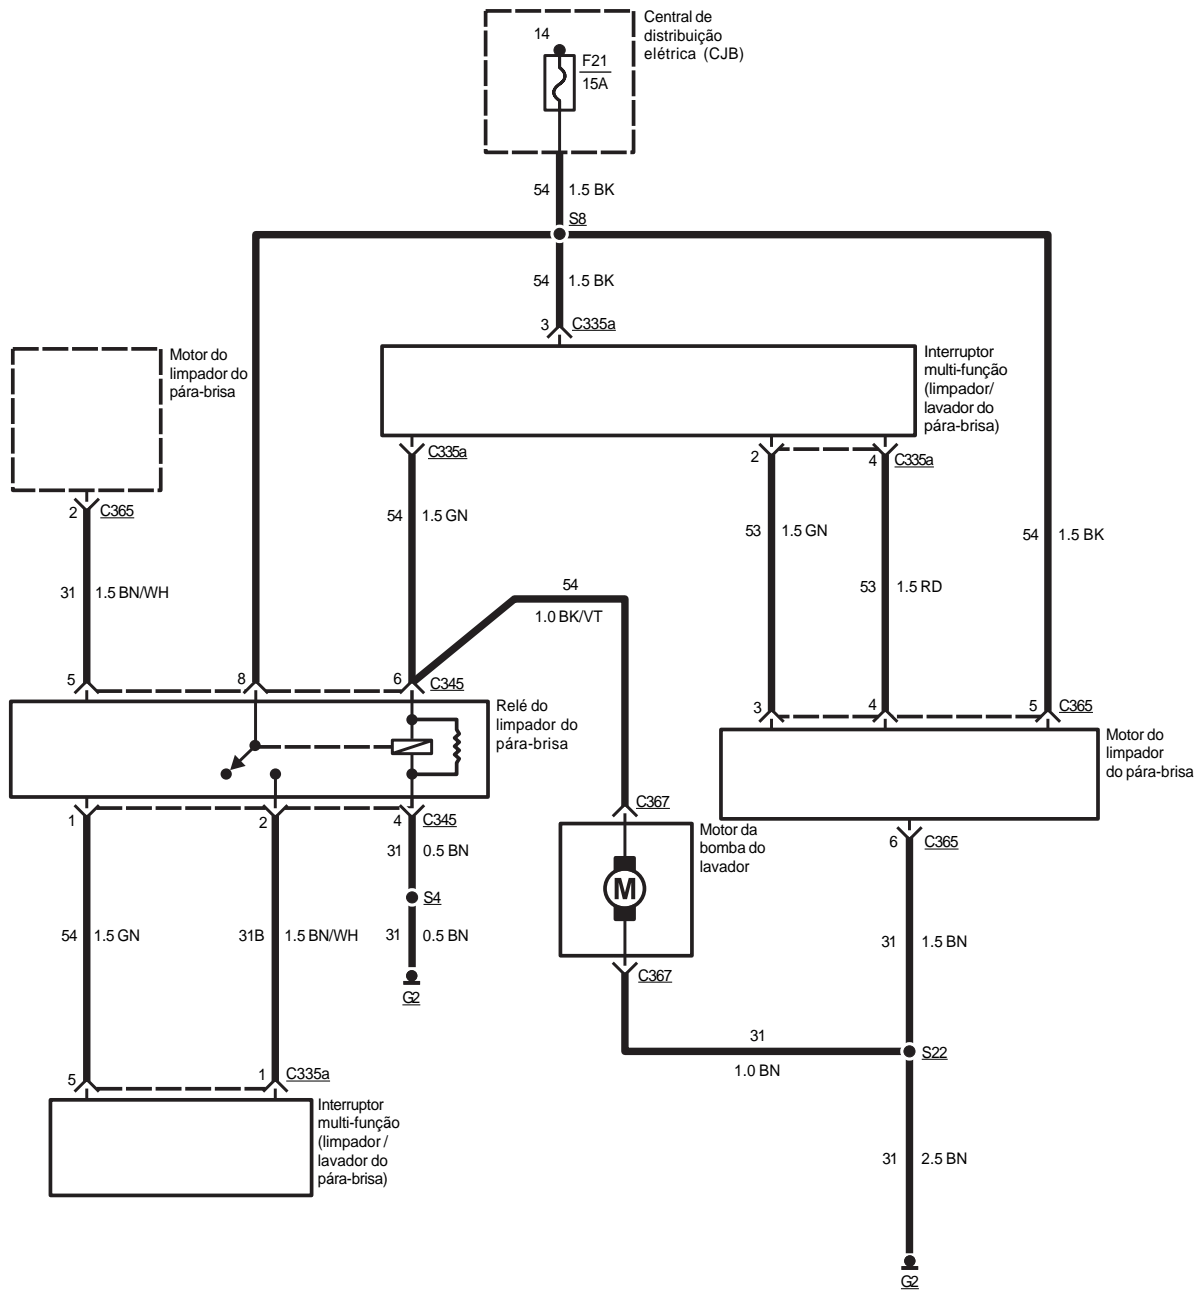 Central de
distribuição
elétrica (CJB)
14
F21
15A
54 1.5 BK
S8
54 1.5 BK
3 C335a
Interruptor
multi-função
(limpador/
lavador do
pára-brisa)
Motor do
limpador do
pára-brisa
C335a
2 4 C335a
2 C365
54 1.5 GN
53 1.5 GN
54 1.5 BK
31 1.5 BN/WH
53 1.5 RD
54
1.0 BK/VT
5 8 6 C345
Relé do
limpador do
pára-brisa
3 4 5 C365
Motor do
limpador
do pára-brisa
1 2 4 C345
C367
Motor da
bomba do
lavador
M
6 C365
31 0.5 BN
S4
54 1.5 GN
31B 1.5 BN/WH
31 0.5 BN
31 1.5 BN
G2
C367
31
1.0 BN
S22
5 1 C335a
Interruptor
multi-função
(limpador /
lavador do
pára-brisa)
31 2.5 BN
G2